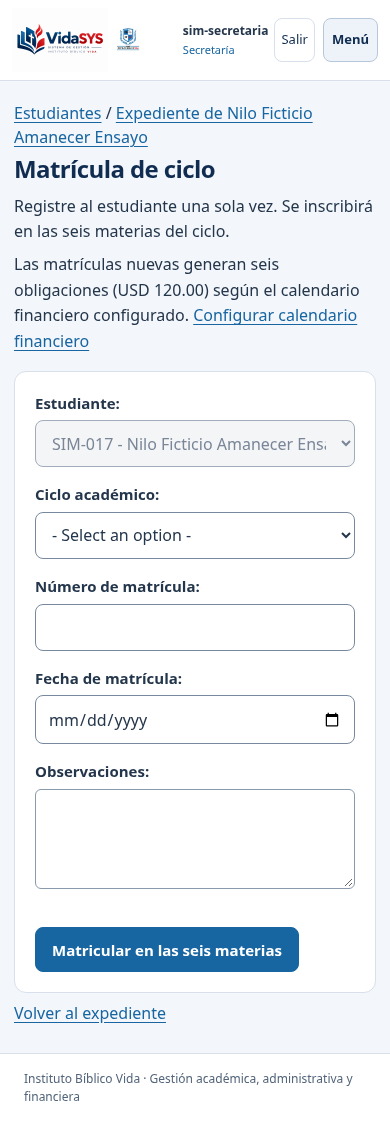 VidaSYS
sim-secretaria
Secretaría
Salir
Menú
Estudiantes / Expediente de Nilo Ficticio
Amanecer Ensayo
Matrícula de ciclo
Registre al estudiante una sola vez. Se inscribirá
en las seis materias del ciclo.
Las matrículas nuevas generan seis
obligaciones (USD 120.00) según el calendario
financiero configurado. Configurar calendario
financiero
Estudiante:
SIM-017 - Nilo Ficticio Amanecer Ensa
Ciclo académico:
- Select an option -
Número de matrícula:
Fecha de matrícula:
mm/dd/yyyy
Observaciones:
Matricular en las seis materias
Volver al expediente
Instituto Bíblico Vida · Gestión académica, administrativa y
financiera